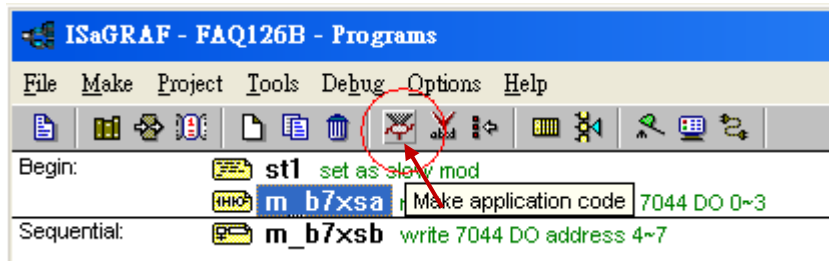 ISaGRAF - FAQ126B - Programs
File Make Project Tools Debug Options Help
abcd
Begin: st1 set as slow mod
m_b7xsa Make application code 7044 DO 0~3
Sequential: m_b7xsb write 7044 DO address 4~7